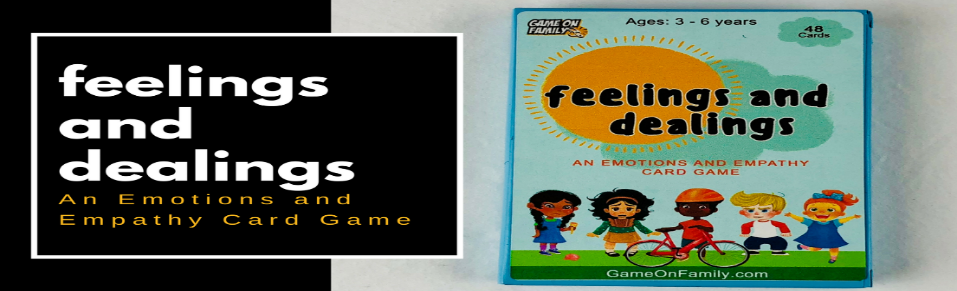 feelings
and
dealings
An Emotions and
Empathy Card Game
GAME ON
FAMILY
Ages: 3 - 6 years
48
Cards
feelings and
dealings
AN EMOTIONS AND EMPATHY
CARD GAME
GameOnFamily.com